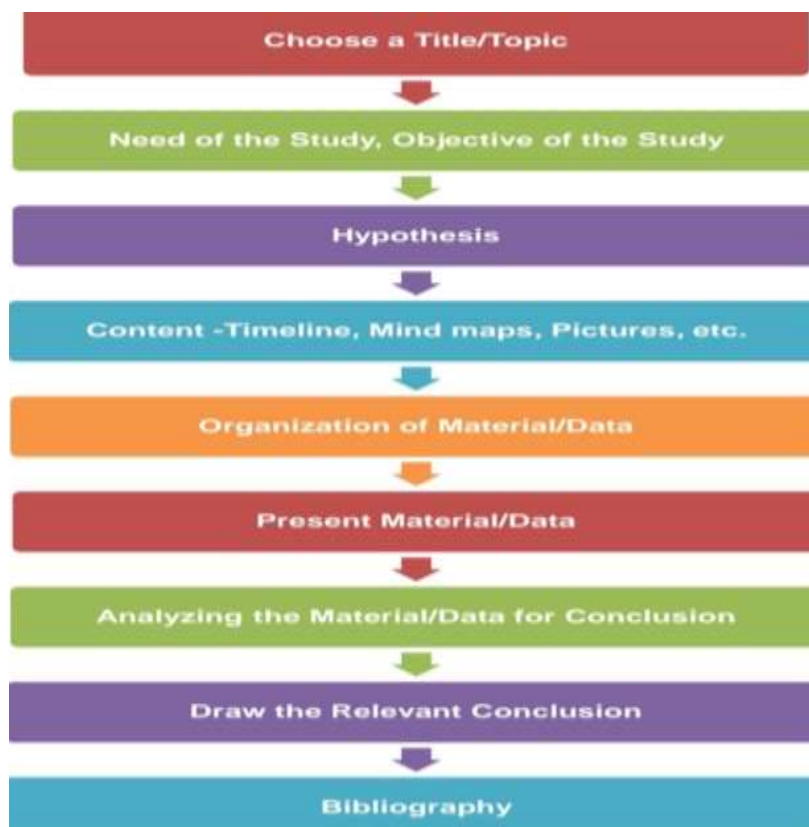 Choose a Title/Topic
Need of the Study, Objective of the Study
Hypothesis
Content -Timeline, Mind maps, Pictures, etc.
Organization of Material/Data
Present Material/Data
Analyzing the Material/Data for Conclusion
Draw the Relevant Conclusion
Bibliography